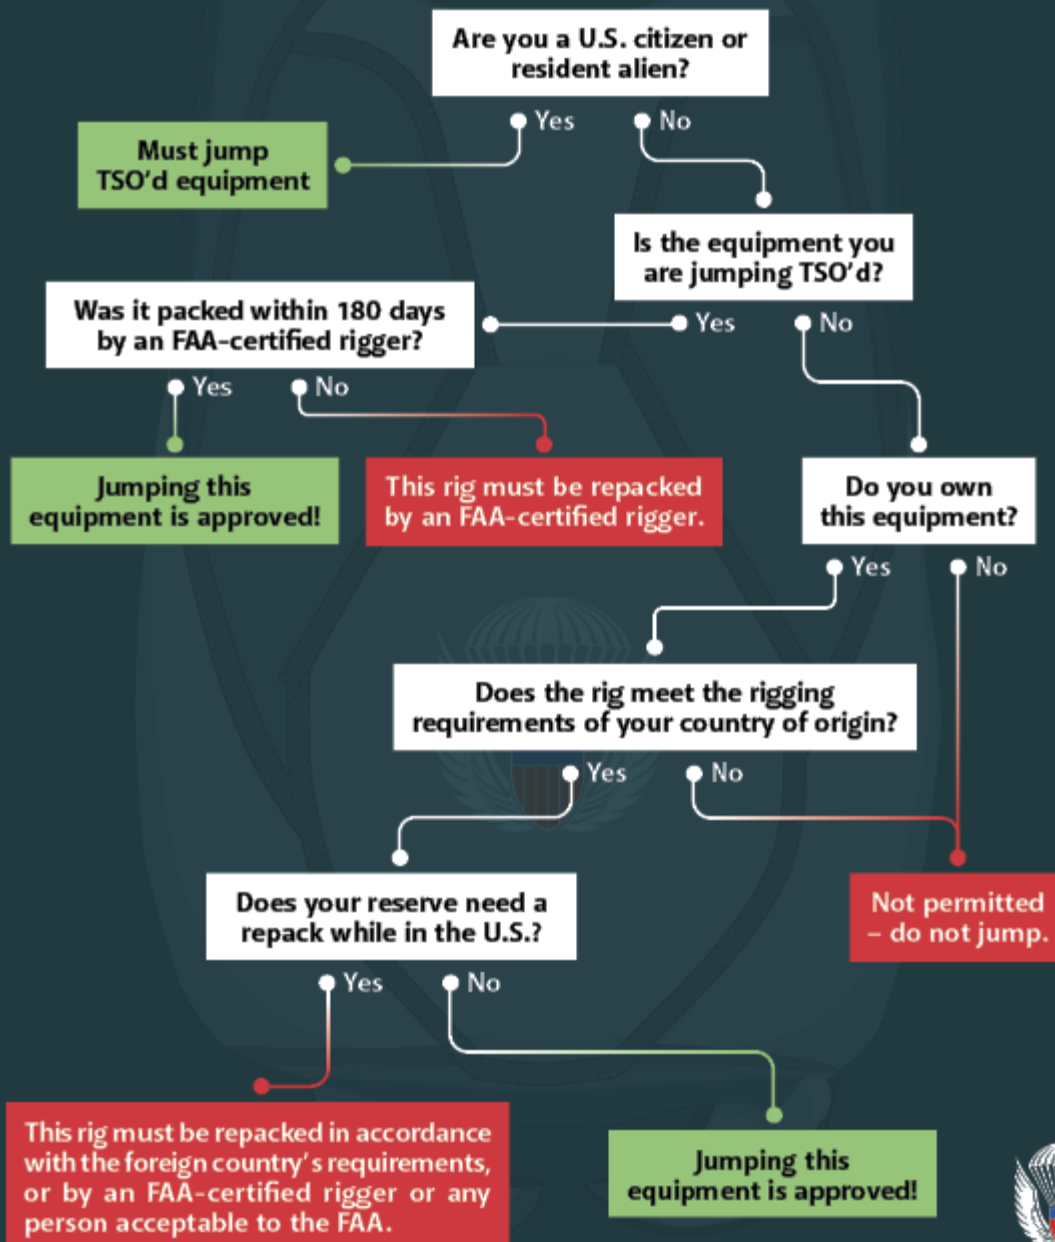 Are you a U.S. citizen or
resident alien?
Yes
No
Must jump
TSO'd equipment
Is the equipment you
are jumping TSO'd?
Yes
No
Was it packed within 180 days
by an FAA-certified rigger?
Yes
No
Jumping this
equipment is approved!
This rig must be repacked
by an FAA-certified rigger.
Do you own
this equipment?
Yes
No
Does the rig meet the rigging
requirements of your country of origin?
Yes
No
Does your reserve need a
repack while in the U.S.?
Not permitted
– do not jump.
Yes
No
This rig must be repacked in accordance
with the foreign country's requirements,
or by an FAA-certified rigger or any
person acceptable to the FAA.
Jumping this
equipment is approved!